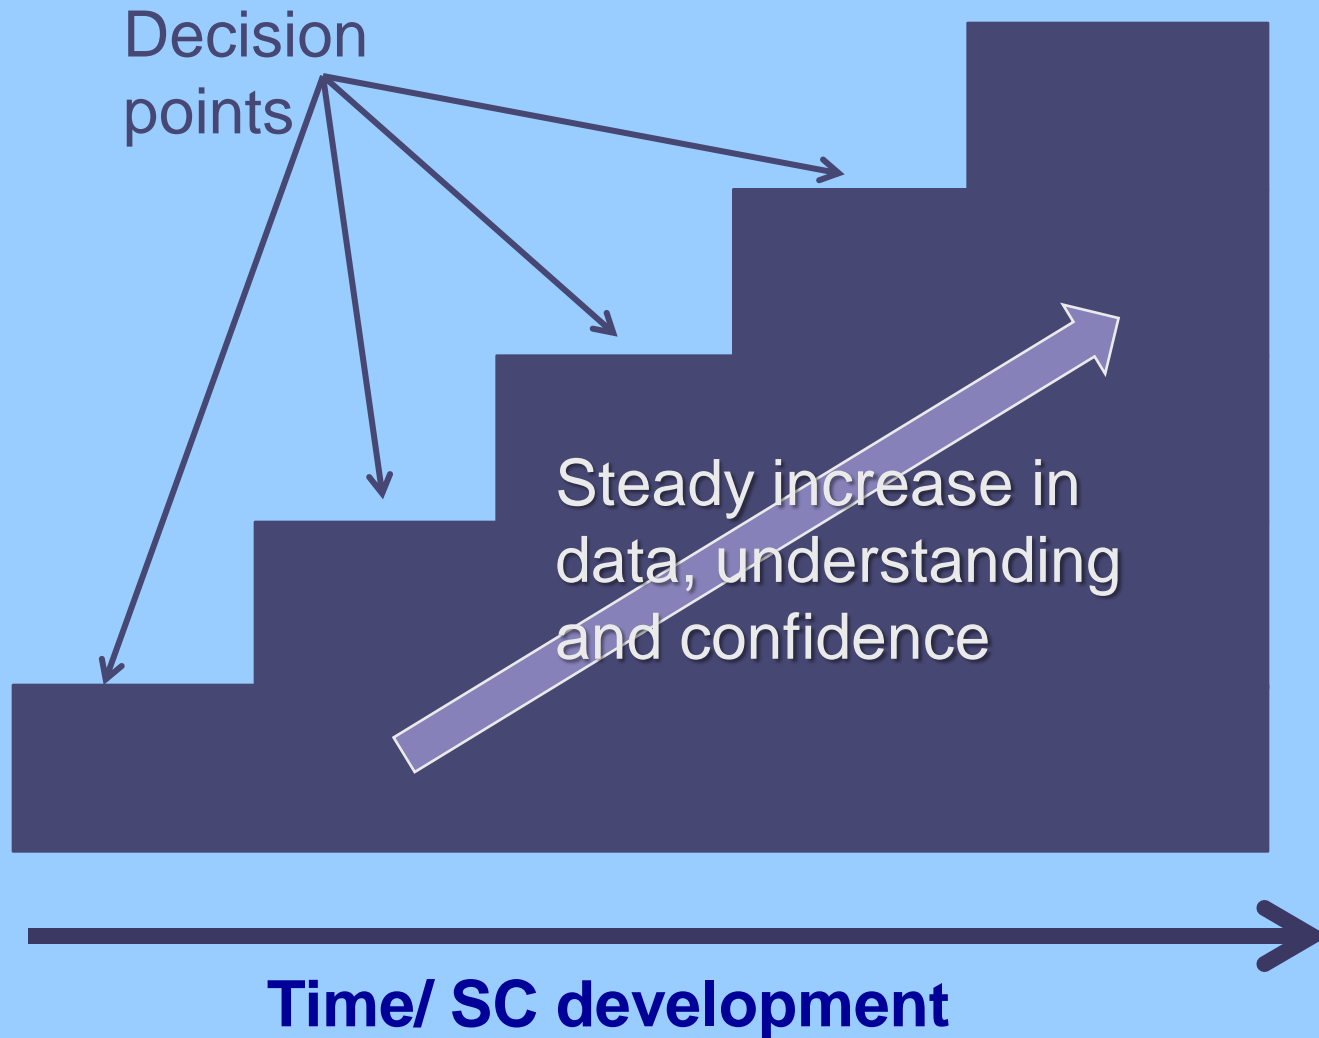 Decision
points
Steady increase in
data, understanding
and confidence
Time/ SC development